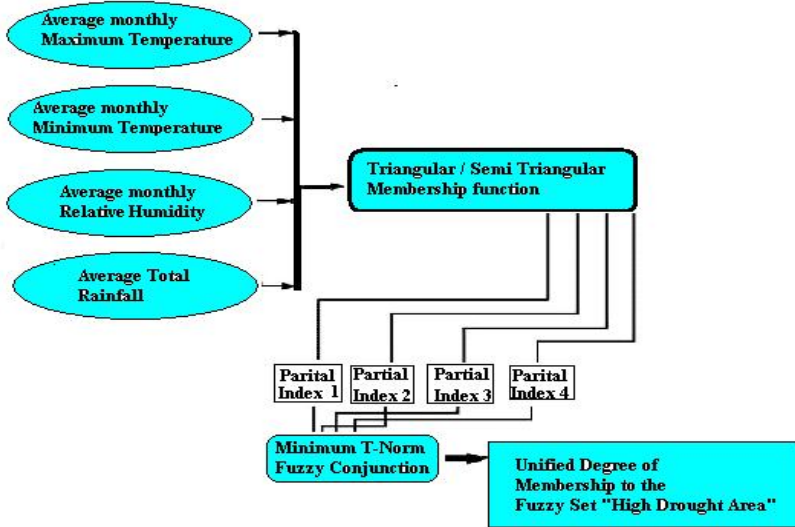 Average monthly
Maximum Temperature
Average monthly
Minimum Temperature
Average monthly
Relative Humidity
Average Total
Rainfall
Triangular / Semi Triangular
Membership function
Parital
Index 1
Partial
Index 2
Partial
Index 3
Parital
Index 4
Minimum T-Norm
Fuzzy Conjunction
Unified Degree of
Membership to the
Fuzzy Set "High Drought Area"